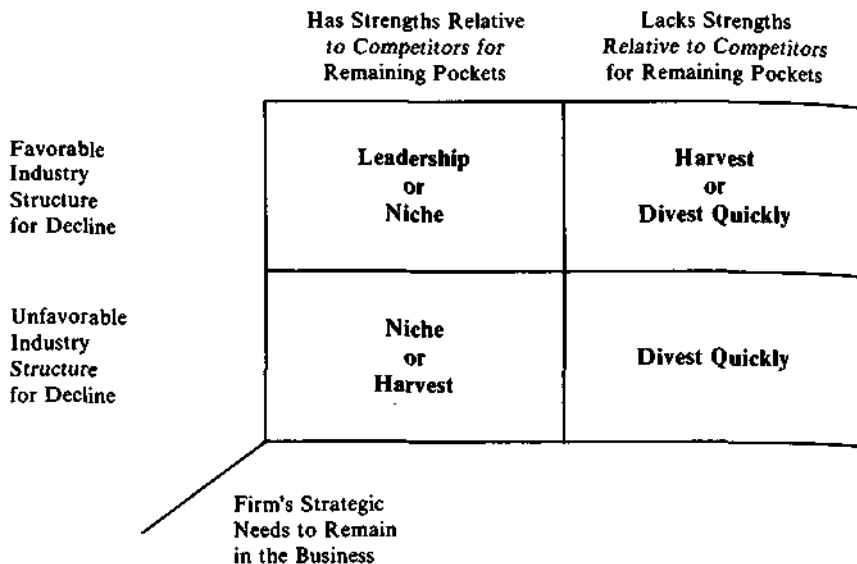 Has Strengths Relative
to Competitors for
Remaining Pockets
Lacks Strengths
Relative to Competitors
for Remaining Pockets
Favorable
Industry
Structure
for Decline
Leadership
or
Niche
Harvest
or
Divest Quickly
Unfavorable
Industry
Structure
for Decline
Niche
or
Harvest
Divest Quickly
Firm's Strategic
Needs to Remain
in the Business